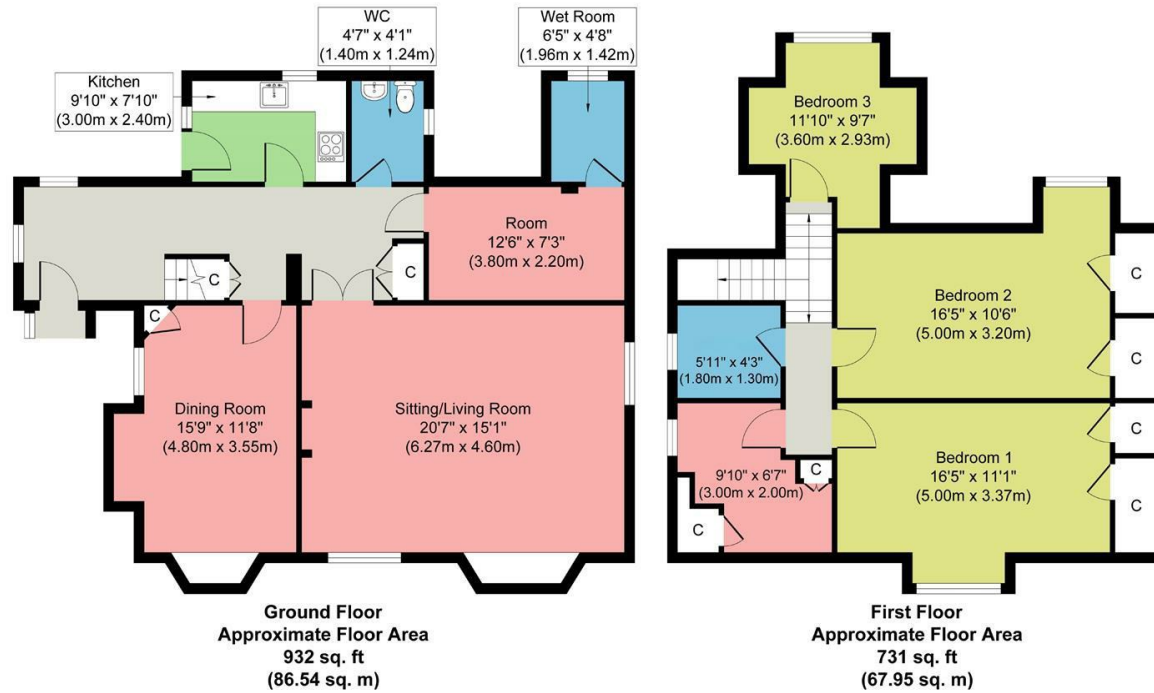 WC
4'7" x 4'1"
(1.40m x 1.24m)
Wet Room
6'5" x 4'8"
(1.96m x 1.42m)
Kitchen
9'10" x 7'10"
(3.00m x 2.40m)
Room
12'6" x 7'3"
(3.80m x 2.20m)
C
C
C
Dining Room
15'9" x 11'8"
(4.80m x 3.55m)
Sitting/Living Room
20'7" x 15'1"
(6.27m x 4.60m)
Ground Floor
Approximate Floor Area
932 sq. ft
(86.54 sq. m)
Bedroom 3
11'10" x 9'7"
(3.60m x 2.93m)
Bedroom 2
16'5" x 10'6"
(5.00m x 3.20m)
C
C
5'11" x 4'3"
(1.80m x 1.30m)
Bedroom 1
16'5" x 11'1"
(5.00m x 3.37m)
C
C
9'10" x 6'7"
(3.00m x 2.00m)
C
C
First Floor
Approximate Floor Area
731 sq. ft
(67.95 sq. m)